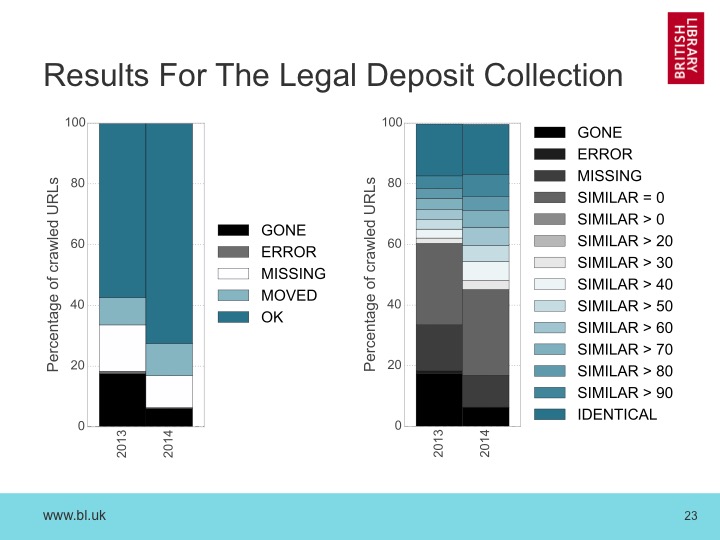 LIBRARY
BRITISH
Results For The Legal Deposit Collection
Percentage of crawled URLs
100
80
60
40
20
0
2013
2014
GONE
ERROR
MISSING
MOVED
OK
Percentage of crawled URLs
100
80
60
40
20
0
2013
2014
GONE
ERROR
MISSING
SIMILAR = 0
SIMILAR > 0
SIMILAR > 20
SIMILAR > 30
SIMILAR > 40
SIMILAR > 50
SIMILAR > 60
SIMILAR > 70
SIMILAR > 80
SIMILAR > 90
IDENTICAL
www.bl.uk
23